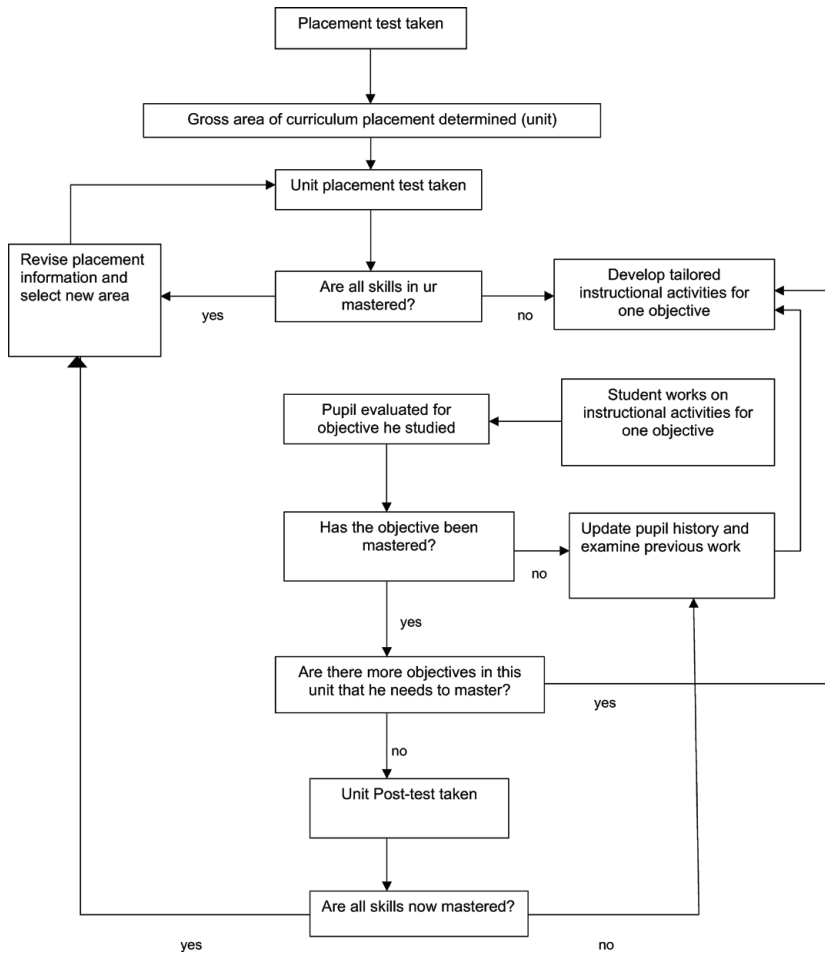 Placement test taken
Gross area of curriculum placement determined (unit)
Unit placement test taken
Revise placement
information and
select new area
Are all skills in ur
mastered?
Develop tailored
instructional activities for
one objective
yes
no
Pupil evaluated for
objective he studied
Student works on
instructional activities for
one objective
Has the objective been
mastered?
Update pupil history and
examine previous work
no
yes
Are there more objectives in this
unit that he needs to master?
yes
no
Unit Post-test taken
Are all skills now mastered?
yes
no